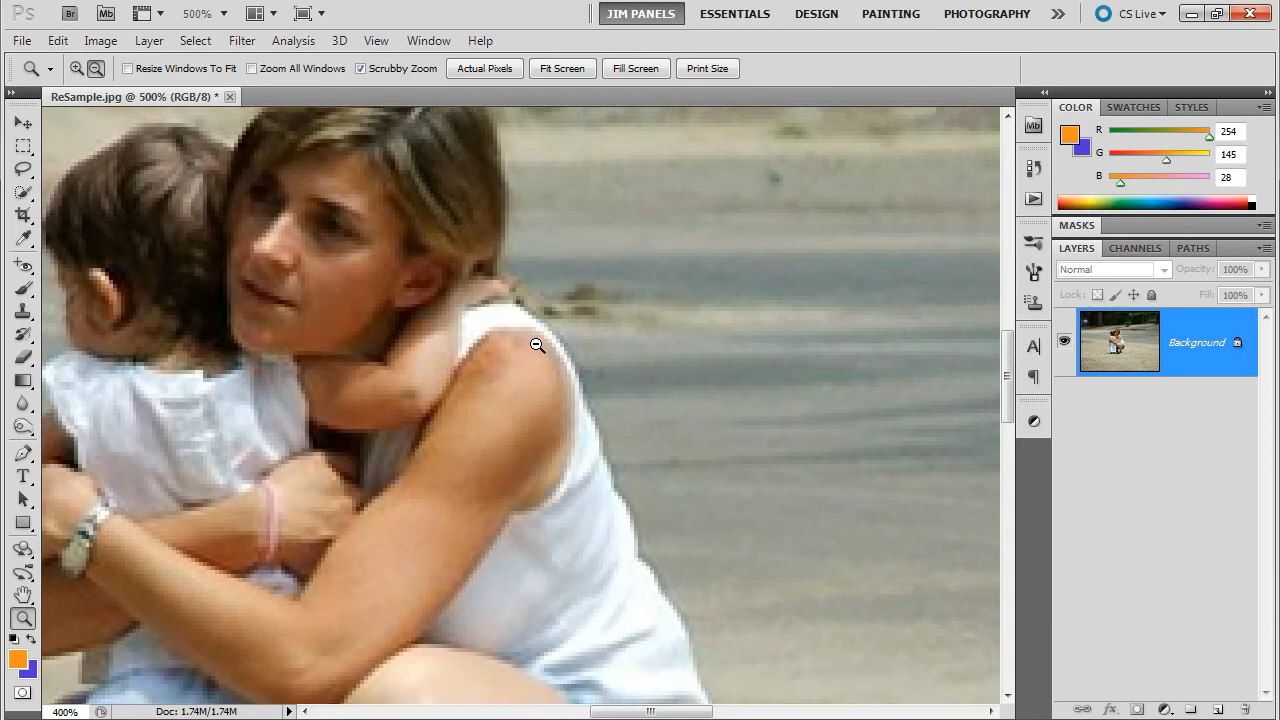 Ps Br Mb 500% JIM PANELS ESSENTIALS DESIGN PAINTING PHOTOGRAPHY CS Live
File Edit Image Layer Select Filter Analysis 3D View Window Help
Resize Windows To Fit Zoom All Windows Scrubby Zoom Actual Pixels Fit Screen Fill Screen Print Size
ReSample.jpg @ 500% (RGB/8) *
COLOR SWATCHES STYLES
Mb
R 254
G 145
B 28
MASKS
LAYERS CHANNELS PATHS
Normal Opacity: 100%
Lock: Fill: 100%
Background
A
T
fx
400% Doc: 1.74M/1.74M